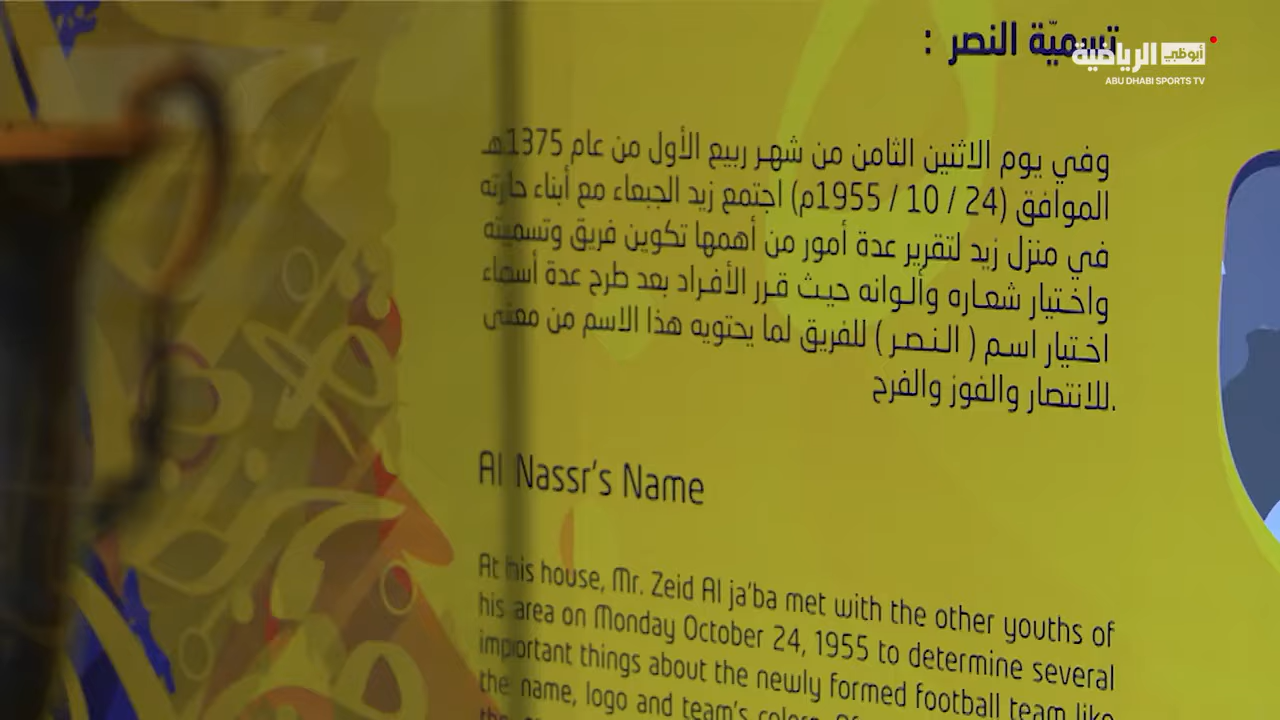 تسميّة النصر :
أبوظبي الرياضية
ABU DHABI SPORTS TV
وفي يوم الاثنين الثامن من شهر ربيع الأول من عام 1375هـ
الموافق (24 / 10 / 1955م) اجتمع زيد الجبعاء مع أبناء حارته
في منزل زيد لتقرير عدة أمور من أهمها تكوين فريق وتسميته
واختيار شعاره وألوانه حيث قرر الأفراد بعد طرح عدة أسماء
اختيار اسم ( النصر ) للفريق لما يحتويه هذا الاسم من معنى
للانتصار والفوز والفرح.
Al Nassr's Name
At his house, Mr. Zeid Al ja'ba met with the other youths of
his area on Monday October 24, 1955 to determine several
important things about the newly formed football team like
the name, logo and team's colors.